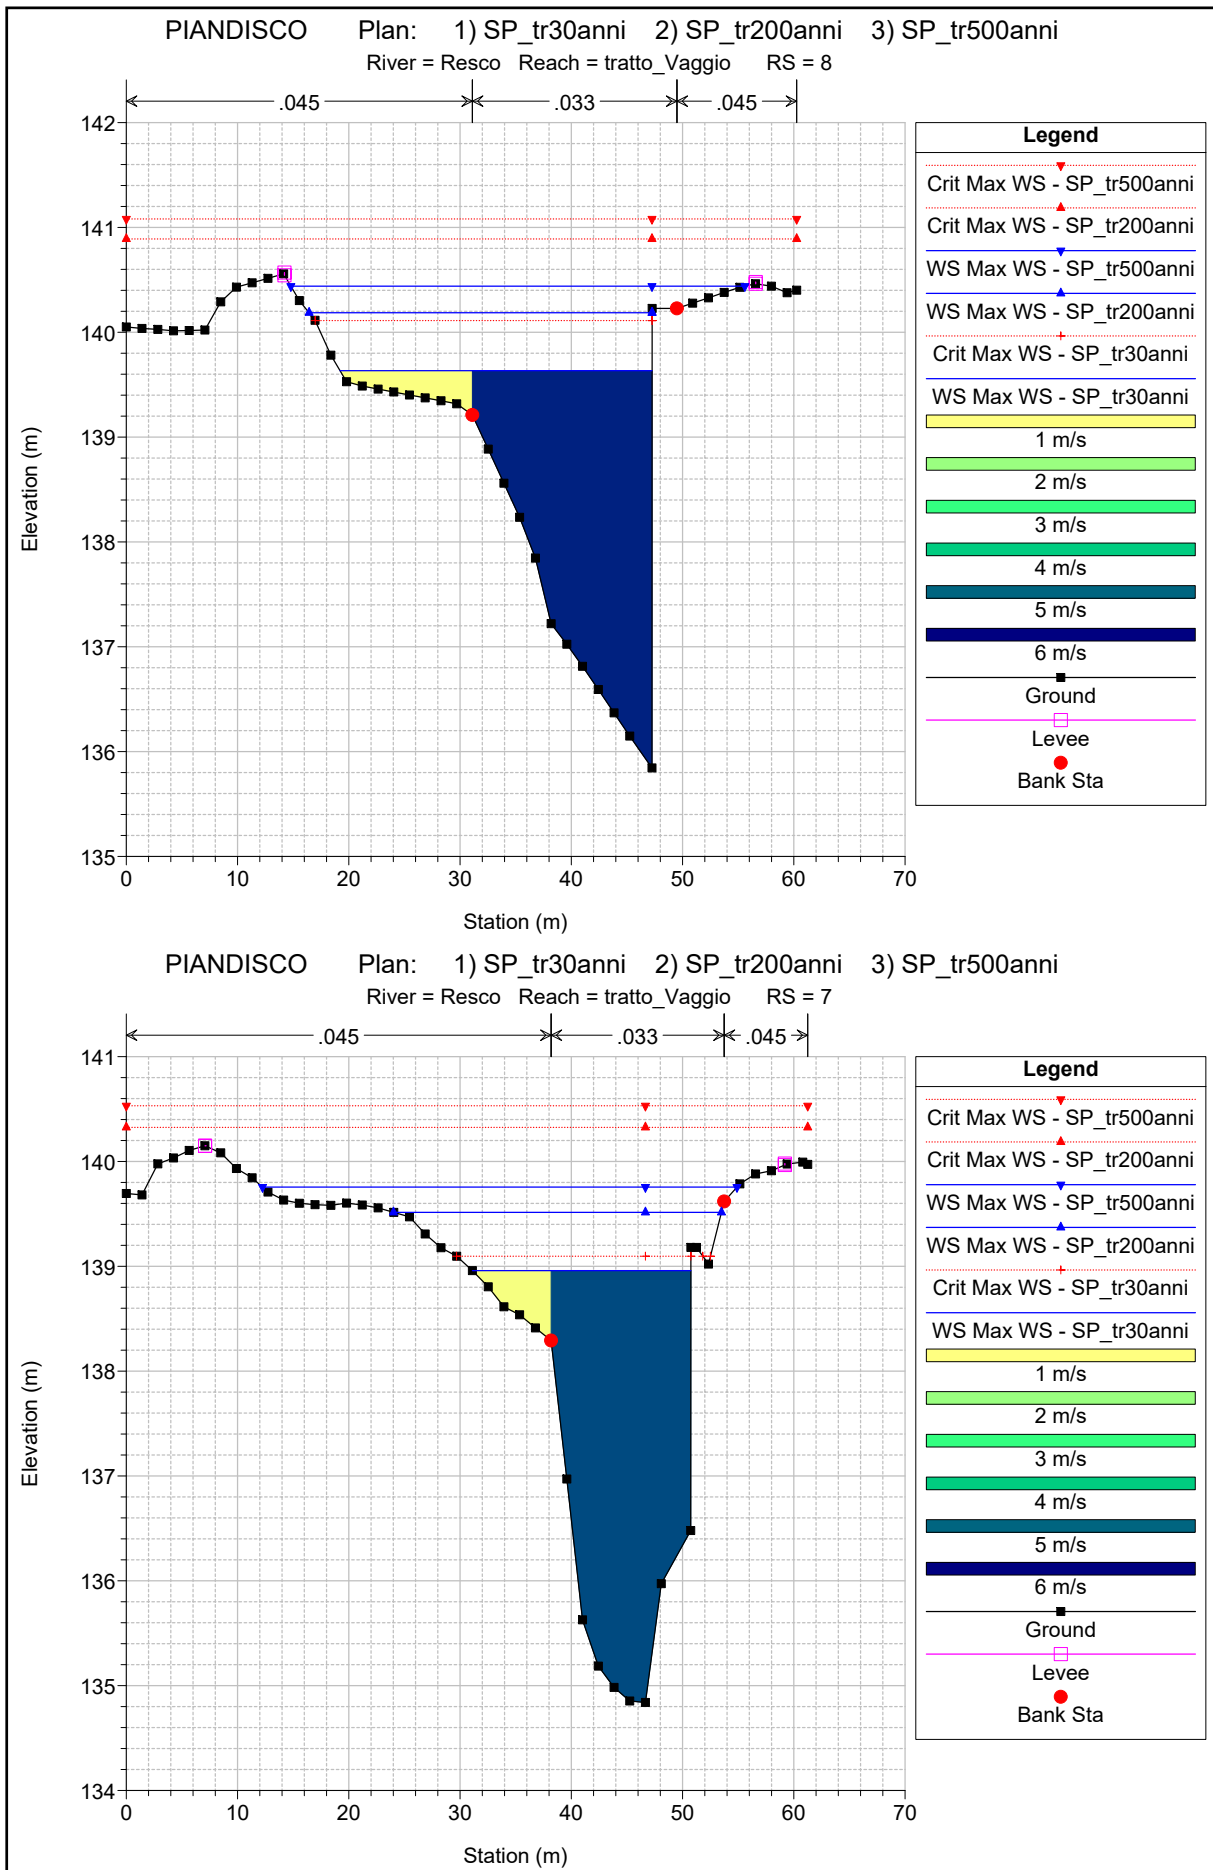 PIANDISCO Plan: 1) SP_tr30anni 2) SP_tr200anni 3) SP_tr500anni
River = Resco Reach = tratto_Vaggio RS = 8
.045 .033 .045
142
141
140
139
138
137
136
135
Elevation (m)
0 10 20 30 40 50 60 70
Station (m)
Legend
Crit Max WS - SP_tr500anni
Crit Max WS - SP_tr200anni
WS Max WS - SP_tr500anni
WS Max WS - SP_tr200anni
Crit Max WS - SP_tr30anni
WS Max WS - SP_tr30anni
1 m/s
2 m/s
3 m/s
4 m/s
5 m/s
6 m/s
Ground
Levee
Bank Sta
PIANDISCO Plan: 1) SP_tr30anni 2) SP_tr200anni 3) SP_tr500anni
River = Resco Reach = tratto_Vaggio RS = 7
.045 .033 .045
141
140
139
138
137
136
135
134
Elevation (m)
0 10 20 30 40 50 60 70
Station (m)
Legend
Crit Max WS - SP_tr500anni
Crit Max WS - SP_tr200anni
WS Max WS - SP_tr500anni
WS Max WS - SP_tr200anni
Crit Max WS - SP_tr30anni
WS Max WS - SP_tr30anni
1 m/s
2 m/s
3 m/s
4 m/s
5 m/s
6 m/s
Ground
Levee
Bank Sta